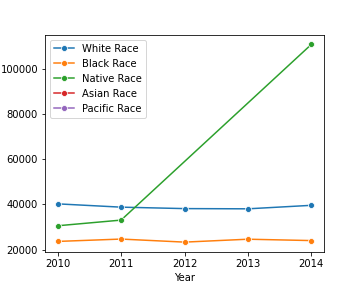 White Race
Black Race
Native Race
Asian Race
Pacific Race
100000
80000
60000
40000
20000
2010 2011 2012 2013 2014
Year